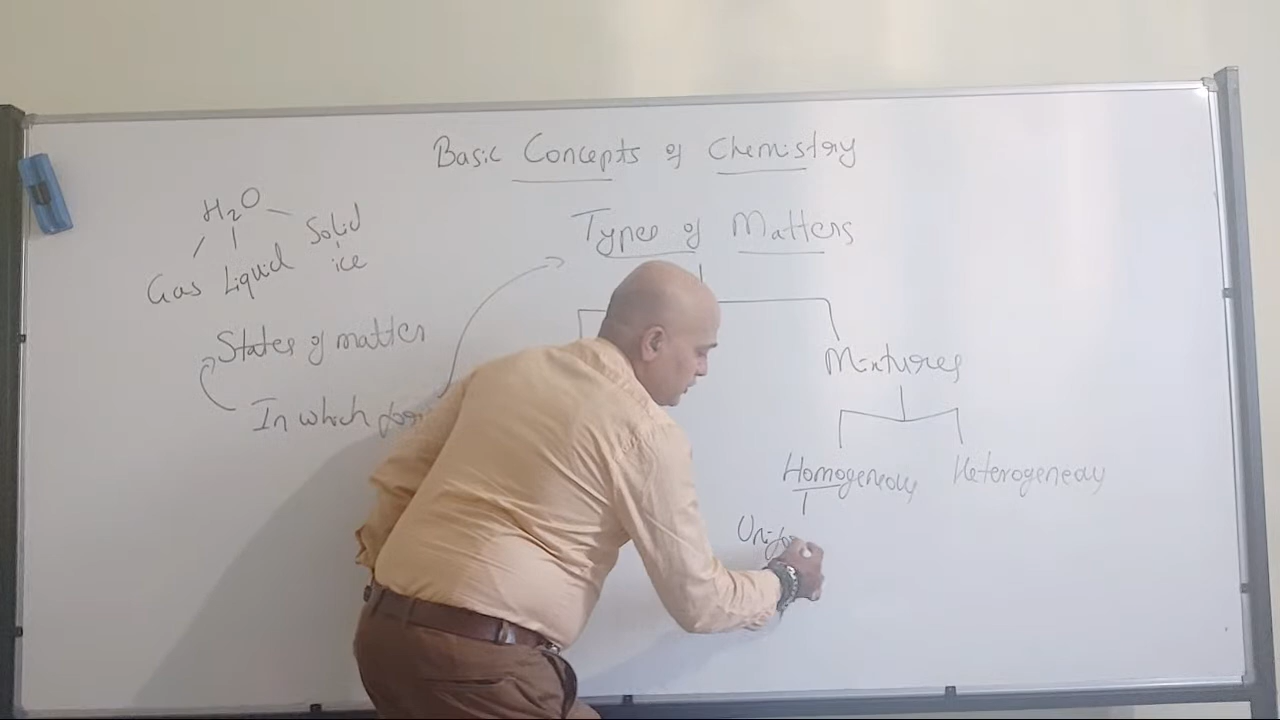 Basic Concepts of Chemistry
Types of Matters
H₂O
Gas Liquid Solid
ice
States of matter
In which
Mixtures
Homogeneous Heterogeneous